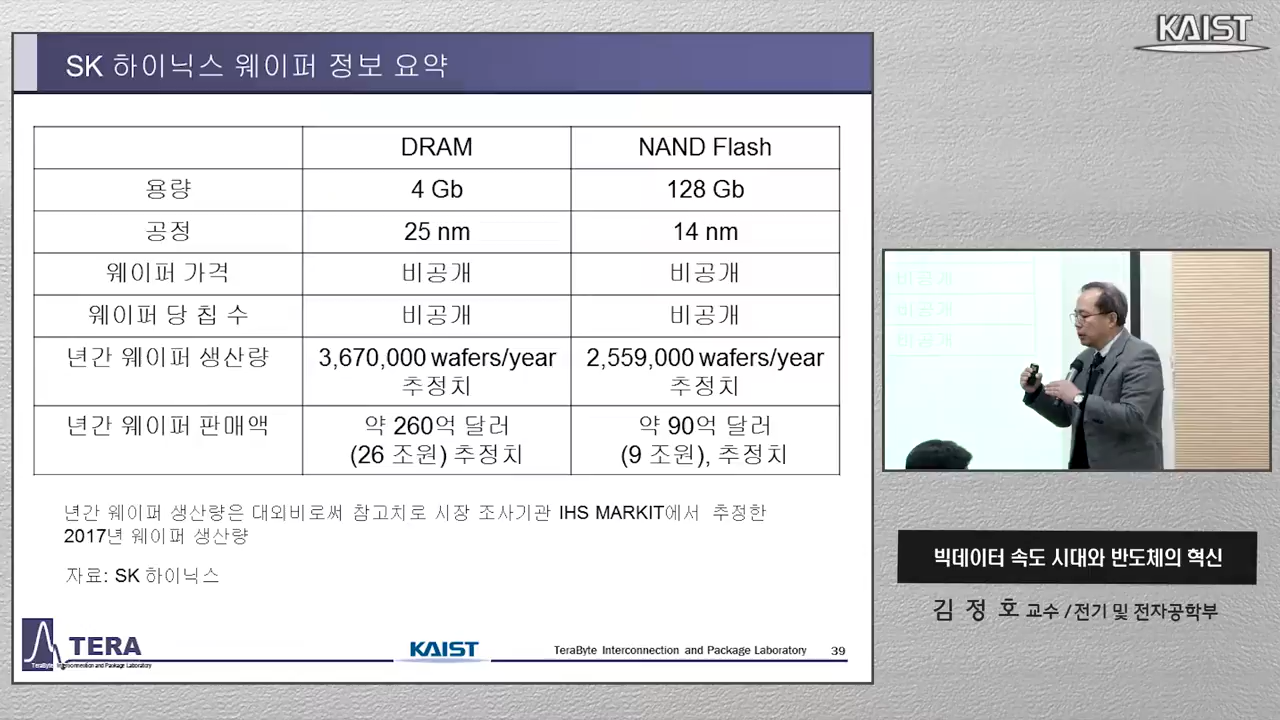 KAIST
SK 하이닉스 웨이퍼 정보 요약
DRAM NAND Flash
용량 4 Gb 128 Gb
공정 25 nm 14 nm
웨이퍼 가격 비공개 비공개
웨이퍼 당 칩 수 비공개 비공개
년간 웨이퍼 생산량 3,670,000 wafers/year 2,559,000 wafers/year
추정치 추정치
년간 웨이퍼 판매액 약 260억 달러 약 90억 달러
(26 조원) 추정치 (9 조원), 추정치
년간 웨이퍼 생산량은 대외비로써 참고치로 시장 조사기관 IHS MARKIT에서 추정한
2017년 웨이퍼 생산량
자료: SK 하이닉스
TERA
TeraByte Interconnection and Package Laboratory
KAIST
TeraByte Interconnection and Package Laboratory 39
비공개
비공개
비공개
빅데이터 속도 시대와 반도체의 혁신
김 정 호 교수 / 전기 및 전자공학부